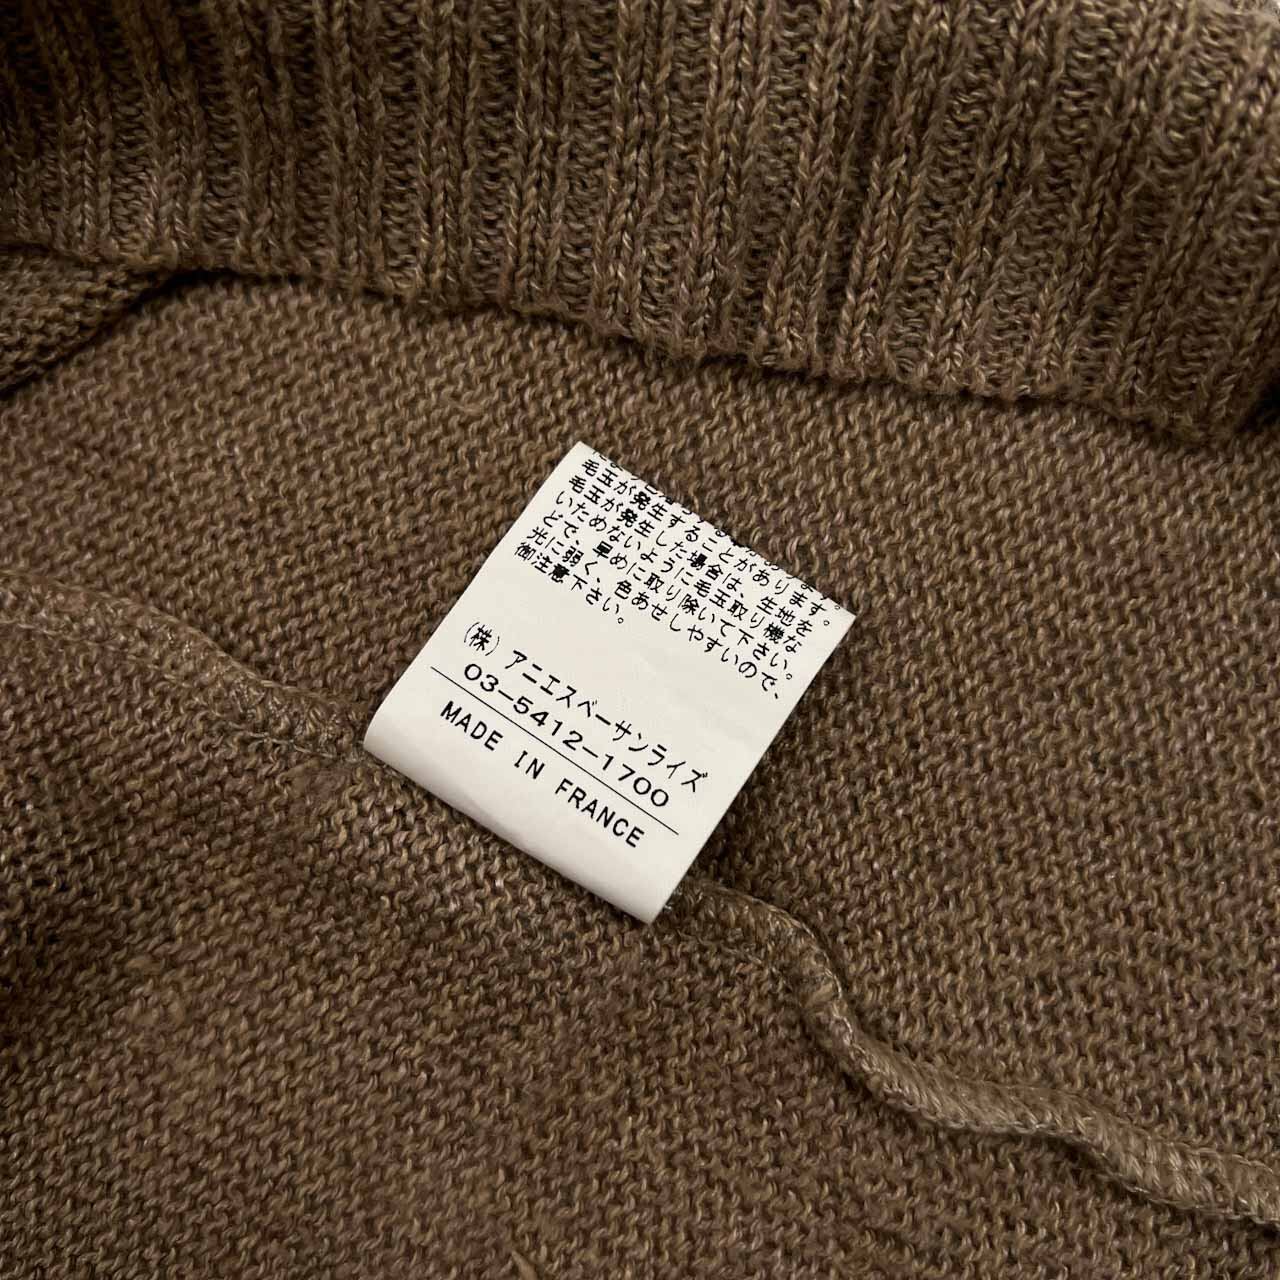 毛玉が発生することがあります。
毛玉が発生した場合は、生地を
いためないように毛玉取り機な
どで、早めに取り除いて下さい。
光に弱く、色あせしやすいので、
御注意下さい。
(株) アニエスベーサンライズ
03-5412-1700
MADE IN FRANCE